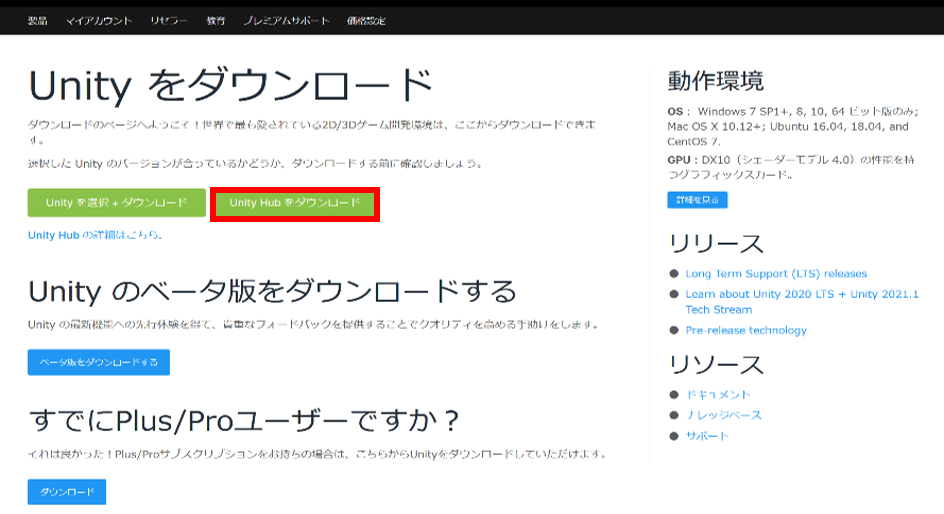 製品 マイアカウント リセラー 教育 プレミアムサポート 価格設定
Unity をダウンロード
ダウンロードのページへようこそ！世界で最も愛されている2D/3Dゲーム開発環境は、ここからダウンロードできま
す。
選択した Unity のバージョンが合っているかどうか、ダウンロードする前に確認しましょう。
Unity を選択 + ダウンロード Unity Hub をダウンロード
Unity Hub の詳細はこちら.
Unity のベータ版をダウンロードする
Unity の最新機能への先行体験を得て、貴重なフィードバックを提供することでクオリティを高める手助けをします。
ベータ版をダウンロードする
すでにPlus/Proユーザーですか？
それは良かった！Plus/Proサブスクリプションをお持ちの場合は、こちらからUnityをダウンロードしていただけます。
ダウンロード
動作環境
OS： Windows 7 SP1+, 8, 10, 64 ビット版のみ;
Mac OS X 10.12+; Ubuntu 16.04, 18.04, and
CentOS 7.
GPU：DX10（シェーダーモデル 4.0）の性能を持
つグラフィックスカード。.
詳細を見る
リリース
Long Term Support (LTS) releases
Learn about Unity 2020 LTS + Unity 2021.1
Tech Stream
Pre-release technology
リソース
ドキュメント
ナレッジベース
サポート